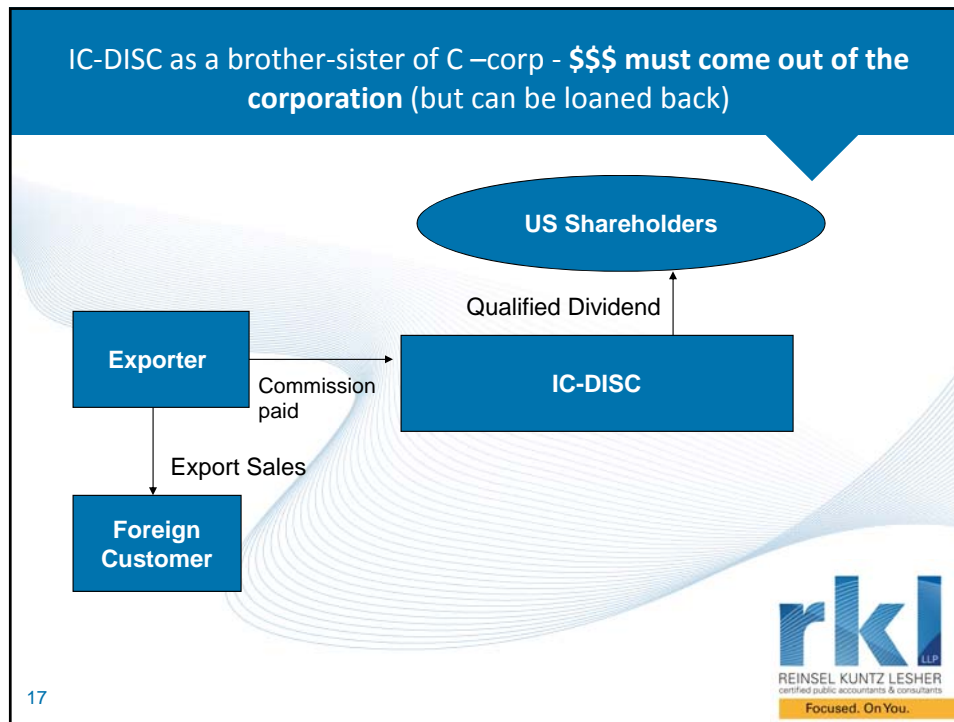 IC-DISC as a brother-sister of C –corp - $$$ must come out of the
corporation (but can be loaned back)
US Shareholders
Qualified Dividend
Exporter
Commission
paid
IC-DISC
Export Sales
Foreign
Customer
rkl
LLP
REINSEL KUNTZ LESHER
certified public accountants & consultants
Focused. On You.
17